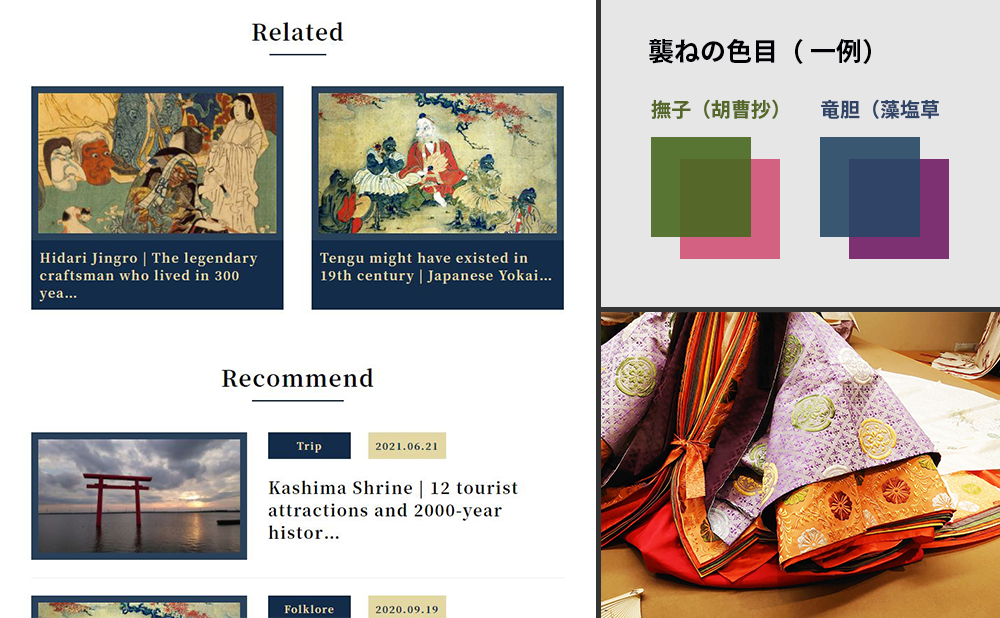 Related
Hidari Jingro | The legendary
craftsman who lived in 300
yea...
Tengu might have existed in
19th century | Japanese Yokai...
Recommend
Trip
2021.06.21
Kashima Shrine | 12 tourist
attractions and 2000-year
histor...
Folklore
2020.09.19
襲ねの色目（ 一例）
撫子（胡曹抄）
竜胆（藻塩草